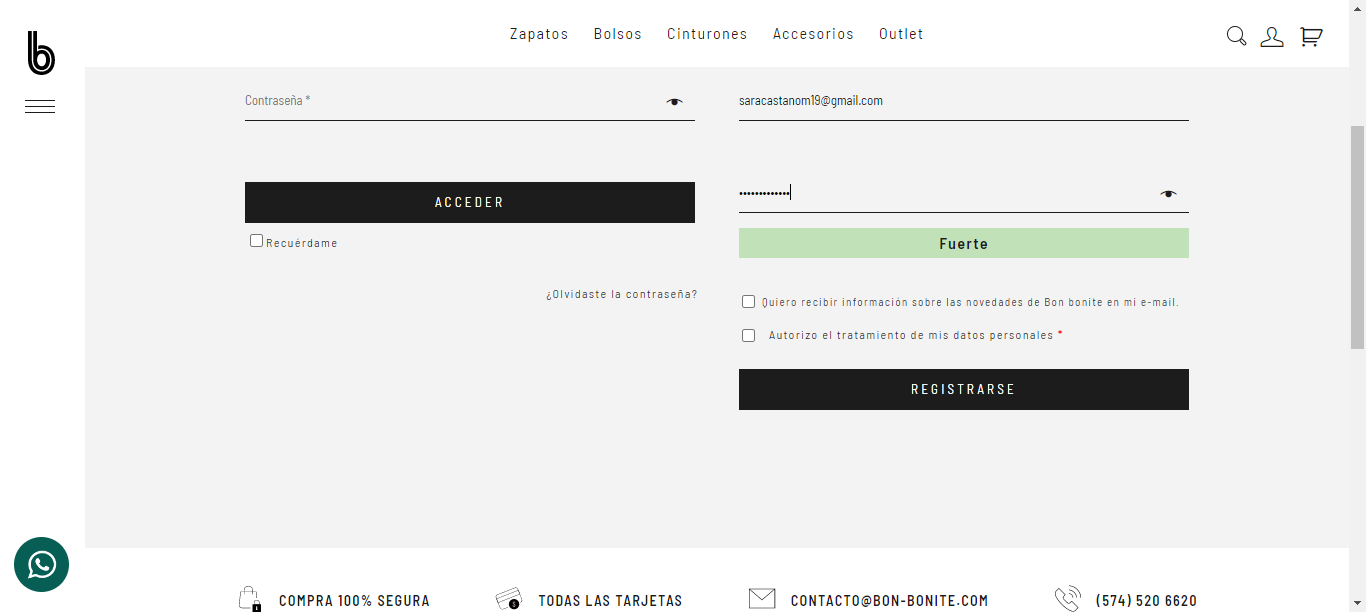 b
Zapatos Bolsos Cinturones Accesorios Outlet
Contraseña *
ACCEDER
Recuérdame
¿Olvidaste la contraseña?
saracastanom19@gmail.com
•••••••••••••
Fuerte
Quiero recibir información sobre las novedades de Bon bonite en mi e-mail.
Autorizo el tratamiento de mis datos personales *
REGISTRARSE
COMPRA 100% SEGURA
TODAS LAS TARJETAS
CONTACTO@BON-BONITE.COM
(574) 520 6620